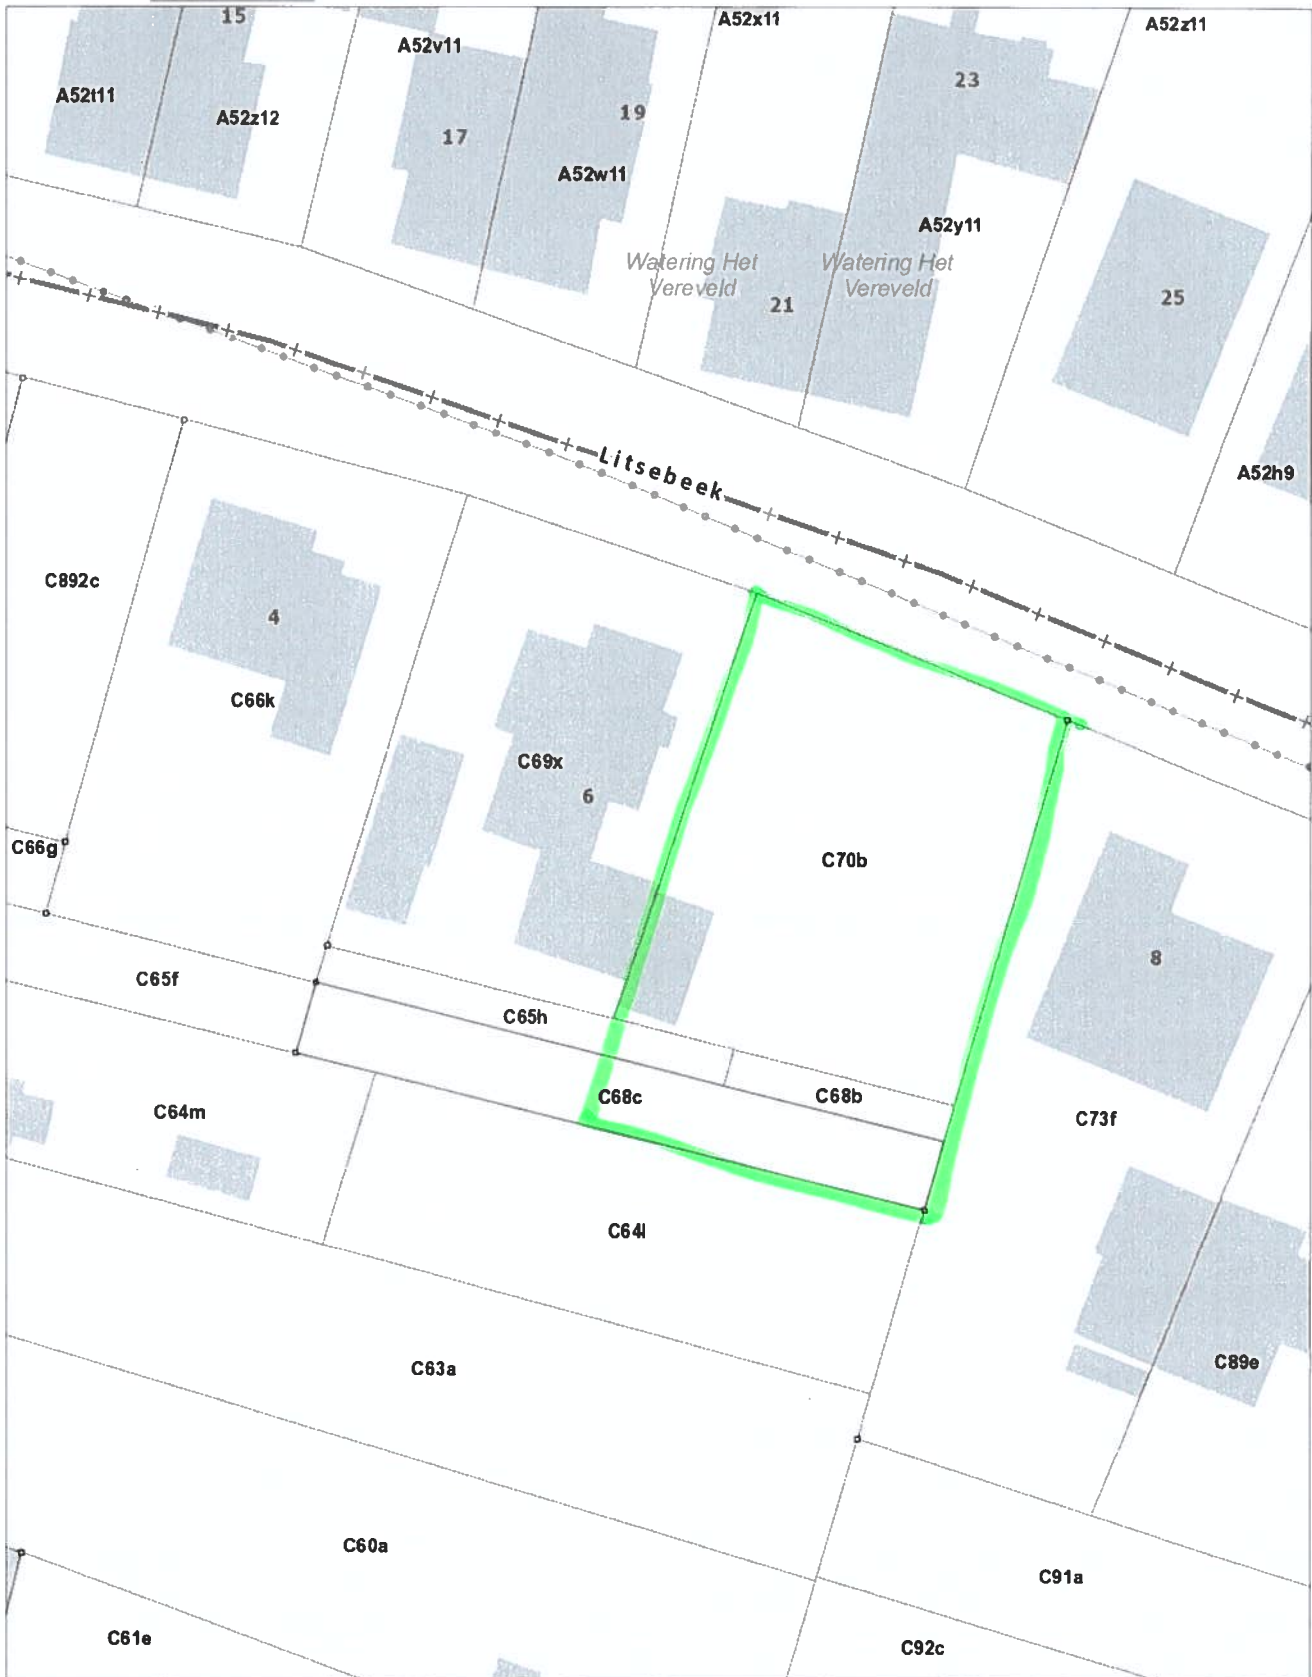 15
A52v11
A52x11
A52z11
A52t11
A52z12
17
19
23
A52w11
A52y11
Watering Het
Vereveld
Watering Het
Vereveld
21
25
Litsebeek
A52h9
C892c
4
C66k
C69x
6
C66g
C70b
8
C65f
C65h
C68c
C68b
C64m
C73f
C64l
C63a
C89e
C60a
C91a
C61e
C92c